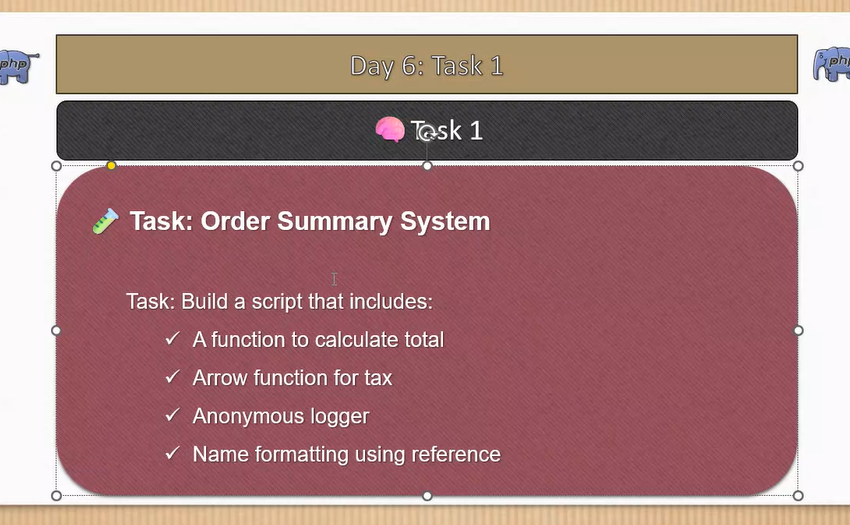 Day 6: Task 1
php
php
🧠 Task 1
🧪 Task: Order Summary System
Task: Build a script that includes:
✓ A function to calculate total
✓ Arrow function for tax
✓ Anonymous logger
✓ Name formatting using reference